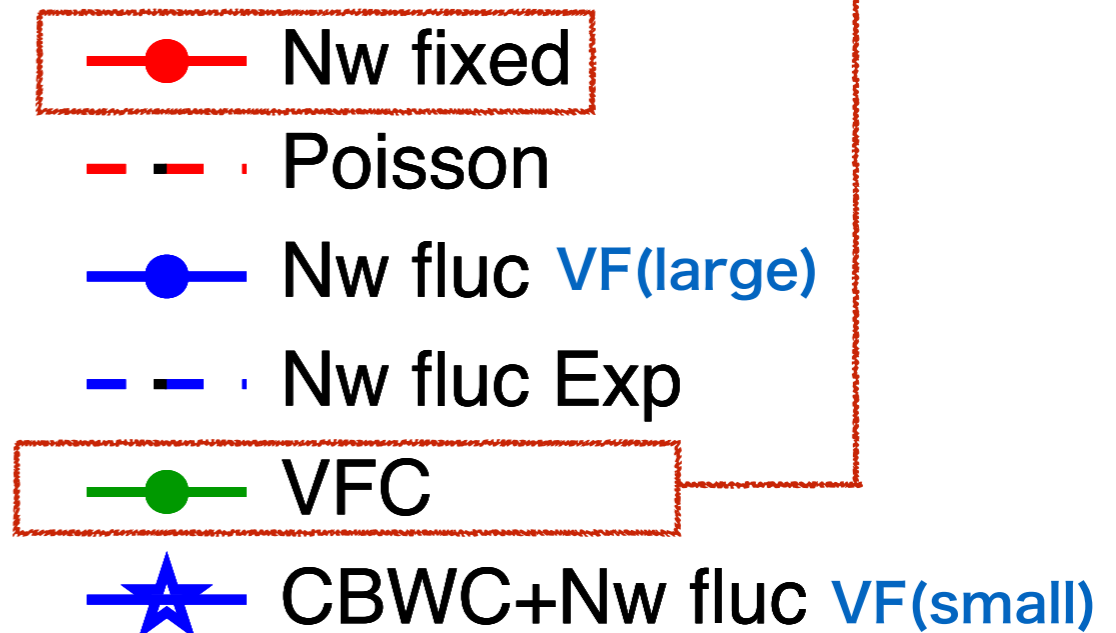 Nw fixed
Poisson
Nw fluc VF(large)
Nw fluc Exp
VFC
CBWC+Nw fluc VF(small)